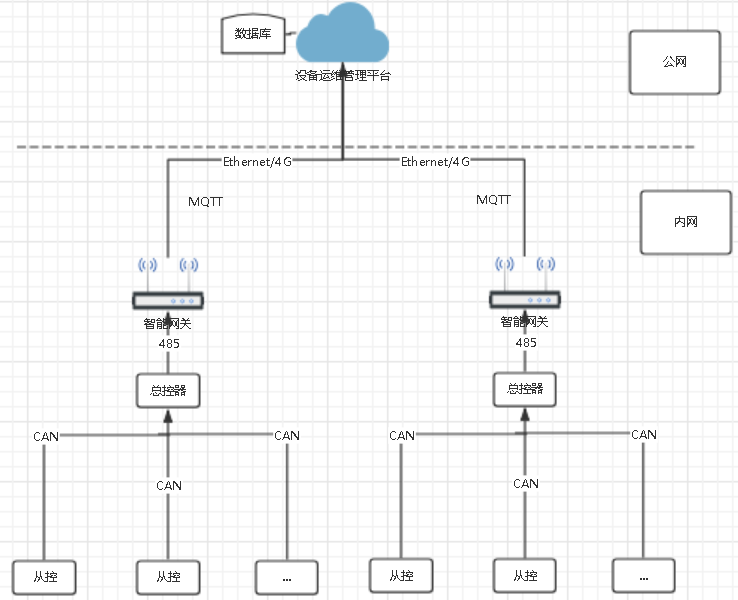 数据库
设备运维管理平台
公网
Ethernet/4G
Ethernet/4G
MQTT
MQTT
内网
智能网关
智能网关
485
485
总控器
总控器
CAN
CAN
CAN
CAN
CAN
CAN
从控
从控
...
从控
从控
...